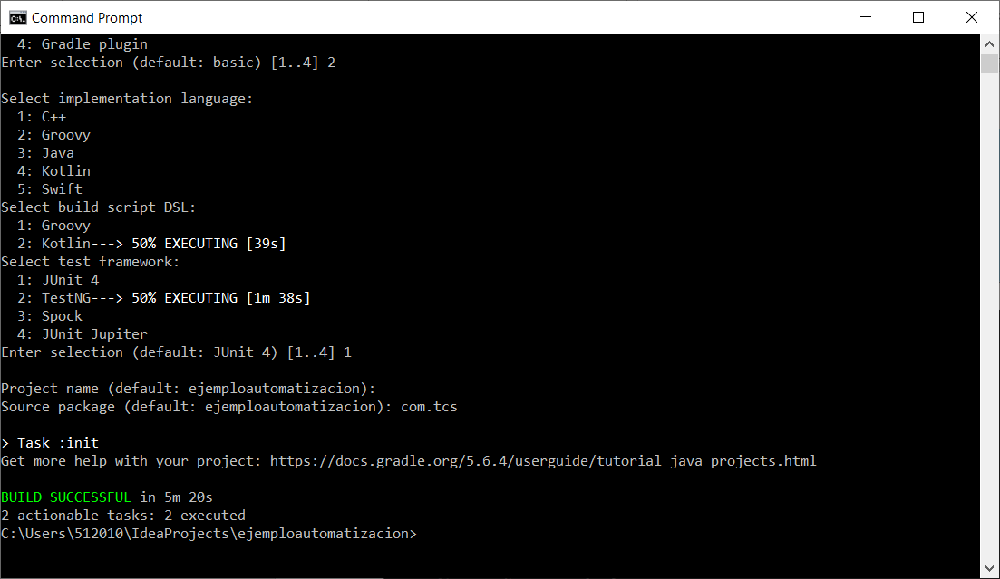 Command Prompt
4: Gradle plugin
Enter selection (default: basic) [1..4] 2
Select implementation language:
1: C++
2: Groovy
3: Java
4: Kotlin
5: Swift
Select build script DSL:
1: Groovy
2: Kotlin---> 50% EXECUTING [39s]
Select test framework:
1: JUnit 4
2: TestNG---> 50% EXECUTING [1m 38s]
3: Spock
4: JUnit Jupiter
Enter selection (default: JUnit 4) [1..4] 1
Project name (default: ejemploautomatizacion):
Source package (default: ejemploautomatizacion): com.tcs
> Task :init
Get more help with your project: https://docs.gradle.org/5.6.4/userguide/tutorial_java_projects.html
BUILD SUCCESSFUL in 5m 20s
2 actionable tasks: 2 executed
C:\Users\512010\IdeaProjects\ejemploautomatizacion>